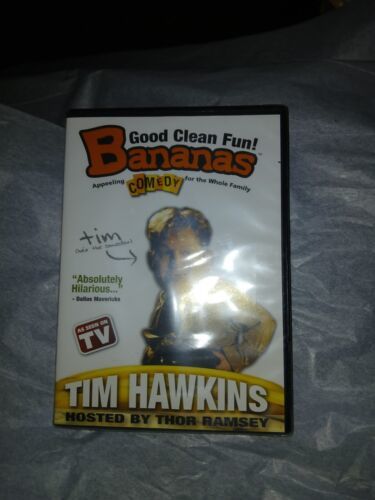 Good Clean Fun!
Bananas
Appeeling COMEDY for the Whole Family
tim
"Absolutely
Hilarious..."
- Dallas Mavericks
AS SEEN ON
TV
TIM HAWKINS
HOSTED BY THOR RAMSEY